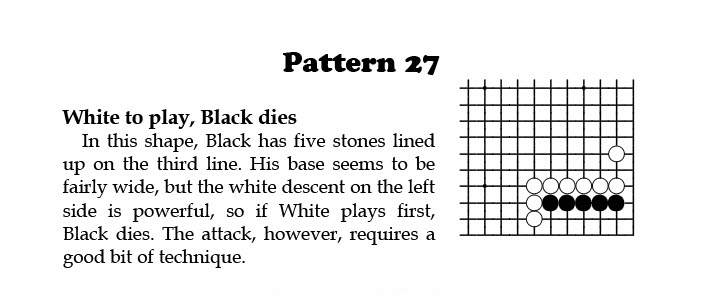 Pattern 27
White to play, Black dies
In this shape, Black has five stones lined
up on the third line. His base seems to be
fairly wide, but the white descent on the left
side is powerful, so if White plays first,
Black dies. The attack, however, requires a
good bit of technique.